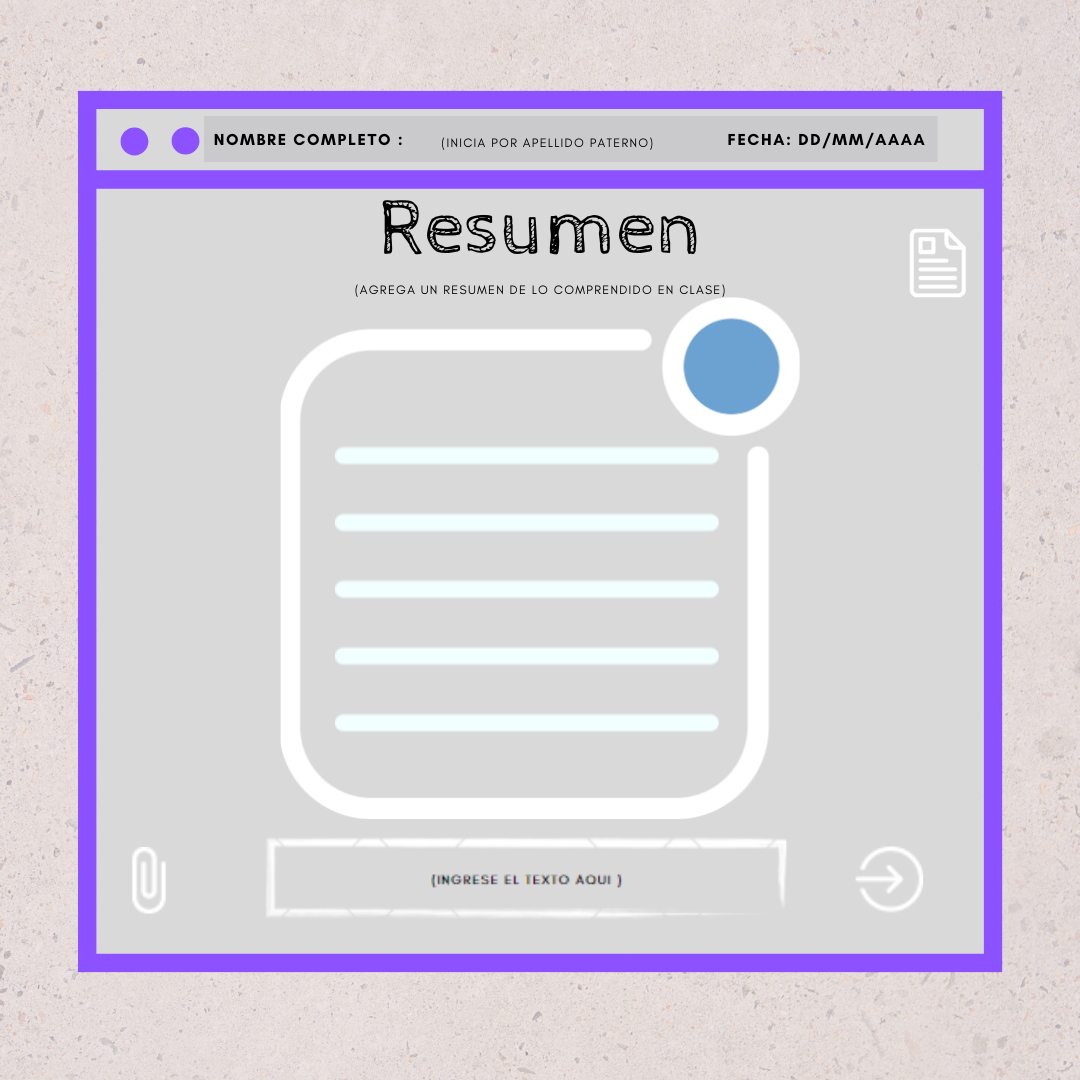 NOMBRE COMPLETO : (INICIA POR APELLIDO PATERNO) FECHA: DD/MM/AAAA
Resumen
(AGREGA UN RESUMEN DE LO COMPRENDIDO EN CLASE)
(INGRESE EL TEXTO AQUI )